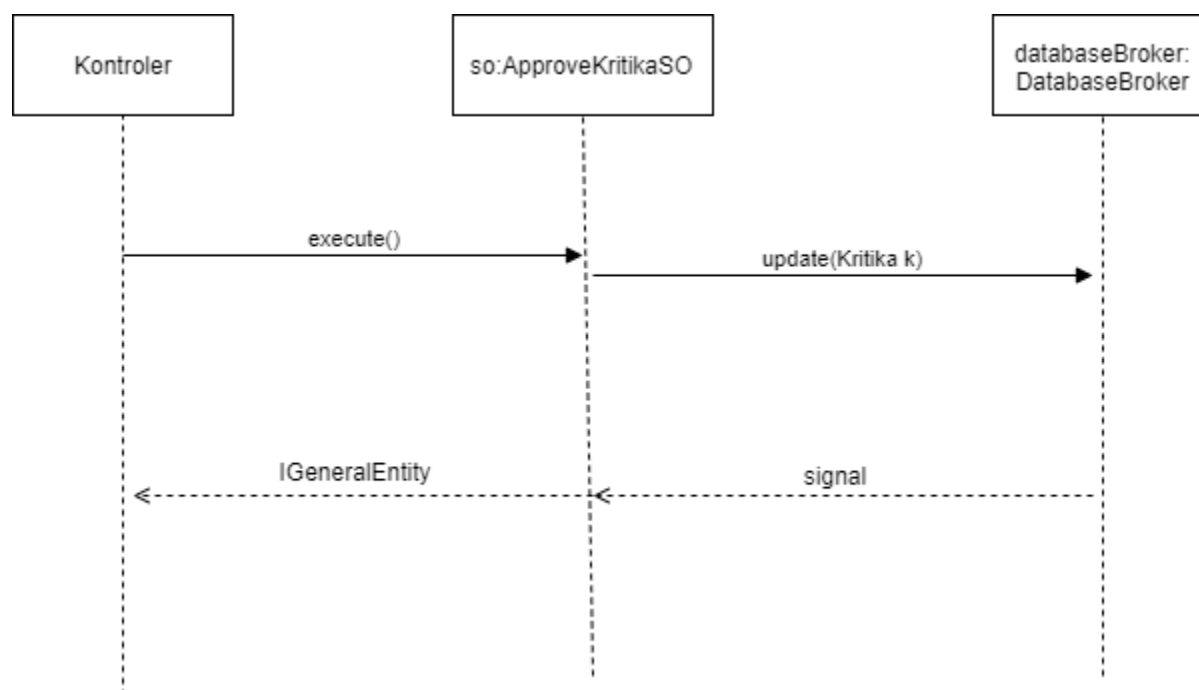 Kontroler
so:ApproveKritikaSO
databaseBroker:
DatabaseBroker
execute()
update(Kritika k)
IGeneralEntity
signal